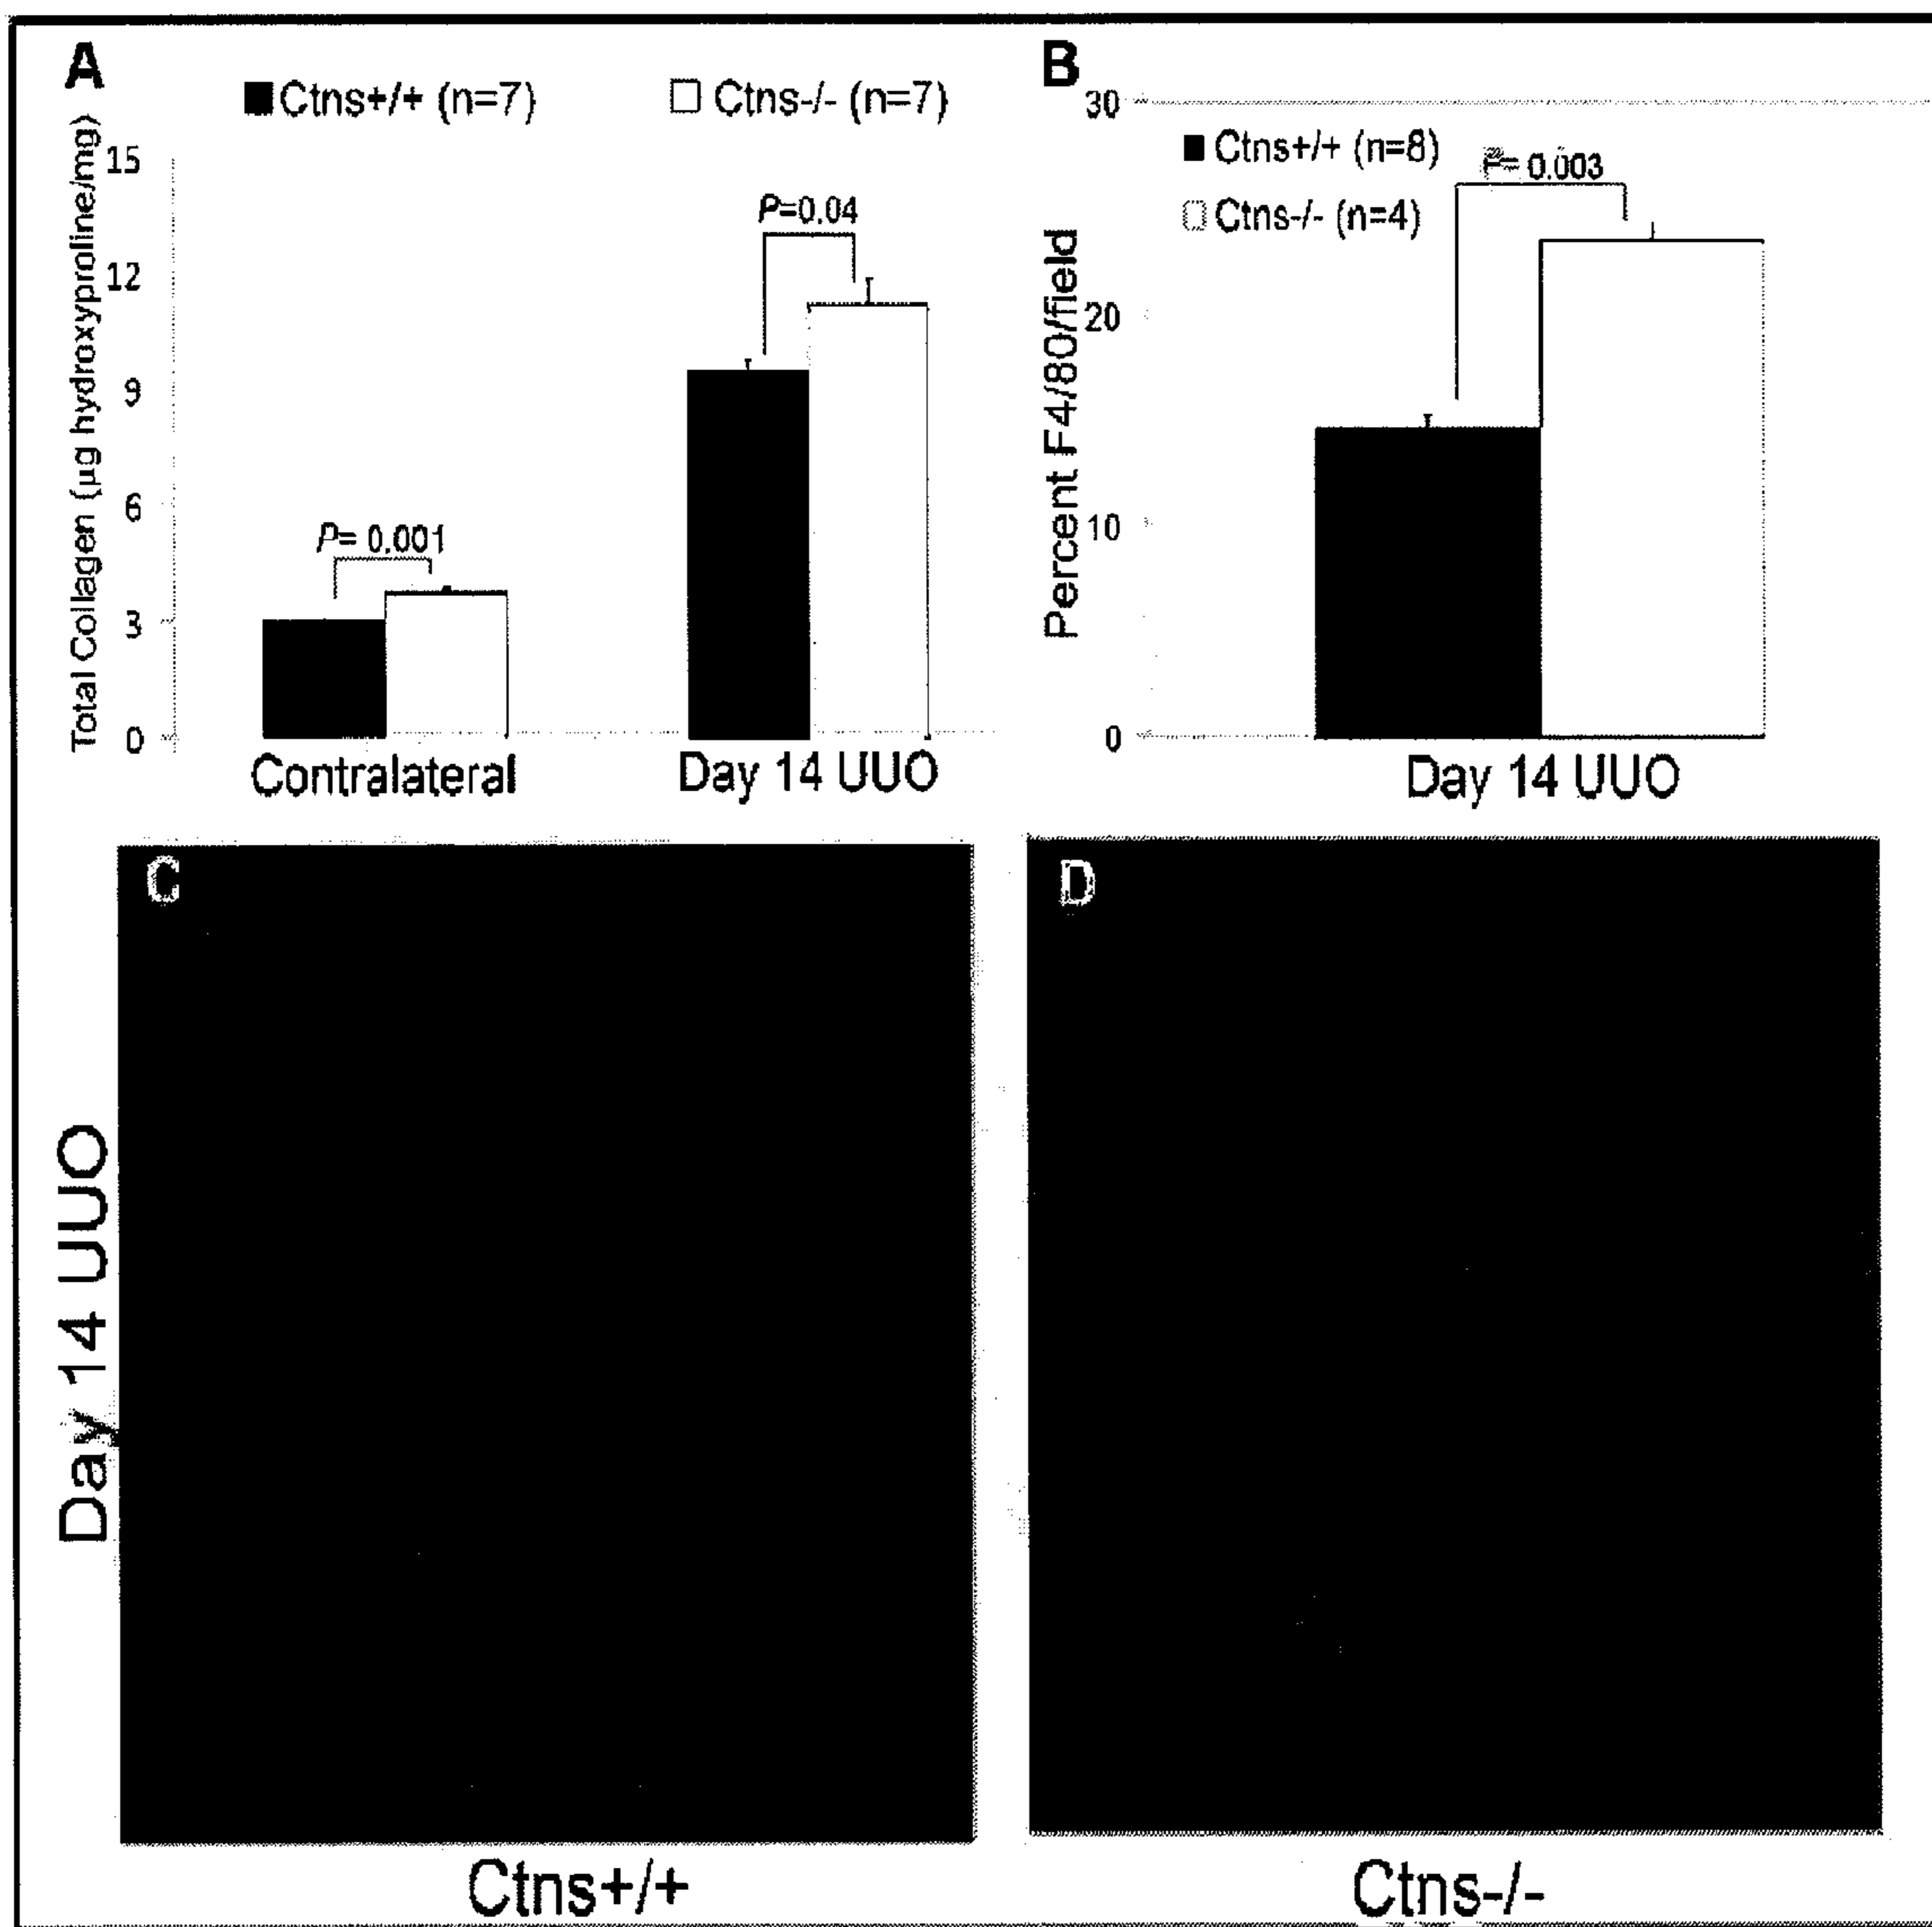 A
■Ctns+/+ (n=7)
□ Ctns-/- (n=7)
Total Collagen (µg hydroxyproline/mg)
15
12
9
6
3
0
P= 0.001
P=0.04
Contralateral
Day 14 UUO
B
30
20
10
0
■ Ctns+/+ (n=8)
□ Ctns-/- (n=4)
P= 0.003
Percent F4/80/field
Day 14 UUO
C
D
Day 14 UUO
Ctns+/+
Ctns-/-